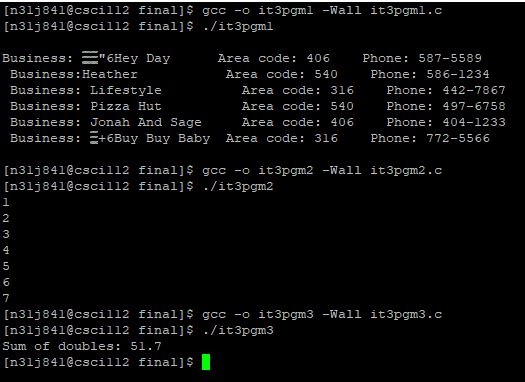 [n31j841@csci112 final]$ gcc -o it3pgm1 -Wall it3pgm1.c
[n31j841@csci112 final]$ ./it3pgm1
Business: "6Hey Day Area code: 406 Phone: 587-5589
Business:Heather Area code: 540 Phone: 586-1234
Business: Lifestyle Area code: 316 Phone: 442-7867
Business: Pizza Hut Area code: 540 Phone: 497-6758
Business: Jonah And Sage Area code: 406 Phone: 404-1233
Business: +6Buy Buy Baby Area code: 316 Phone: 772-5566
[n31j841@csci112 final]$ gcc -o it3pgm2 -Wall it3pgm2.c
[n31j841@csci112 final]$ ./it3pgm2
1
2
3
4
5
6
7
[n31j841@csci112 final]$ gcc -o it3pgm3 -Wall it3pgm3.c
[n31j841@csci112 final]$ ./it3pgm3
Sum of doubles: 51.7
[n31j841@csci112 final]$